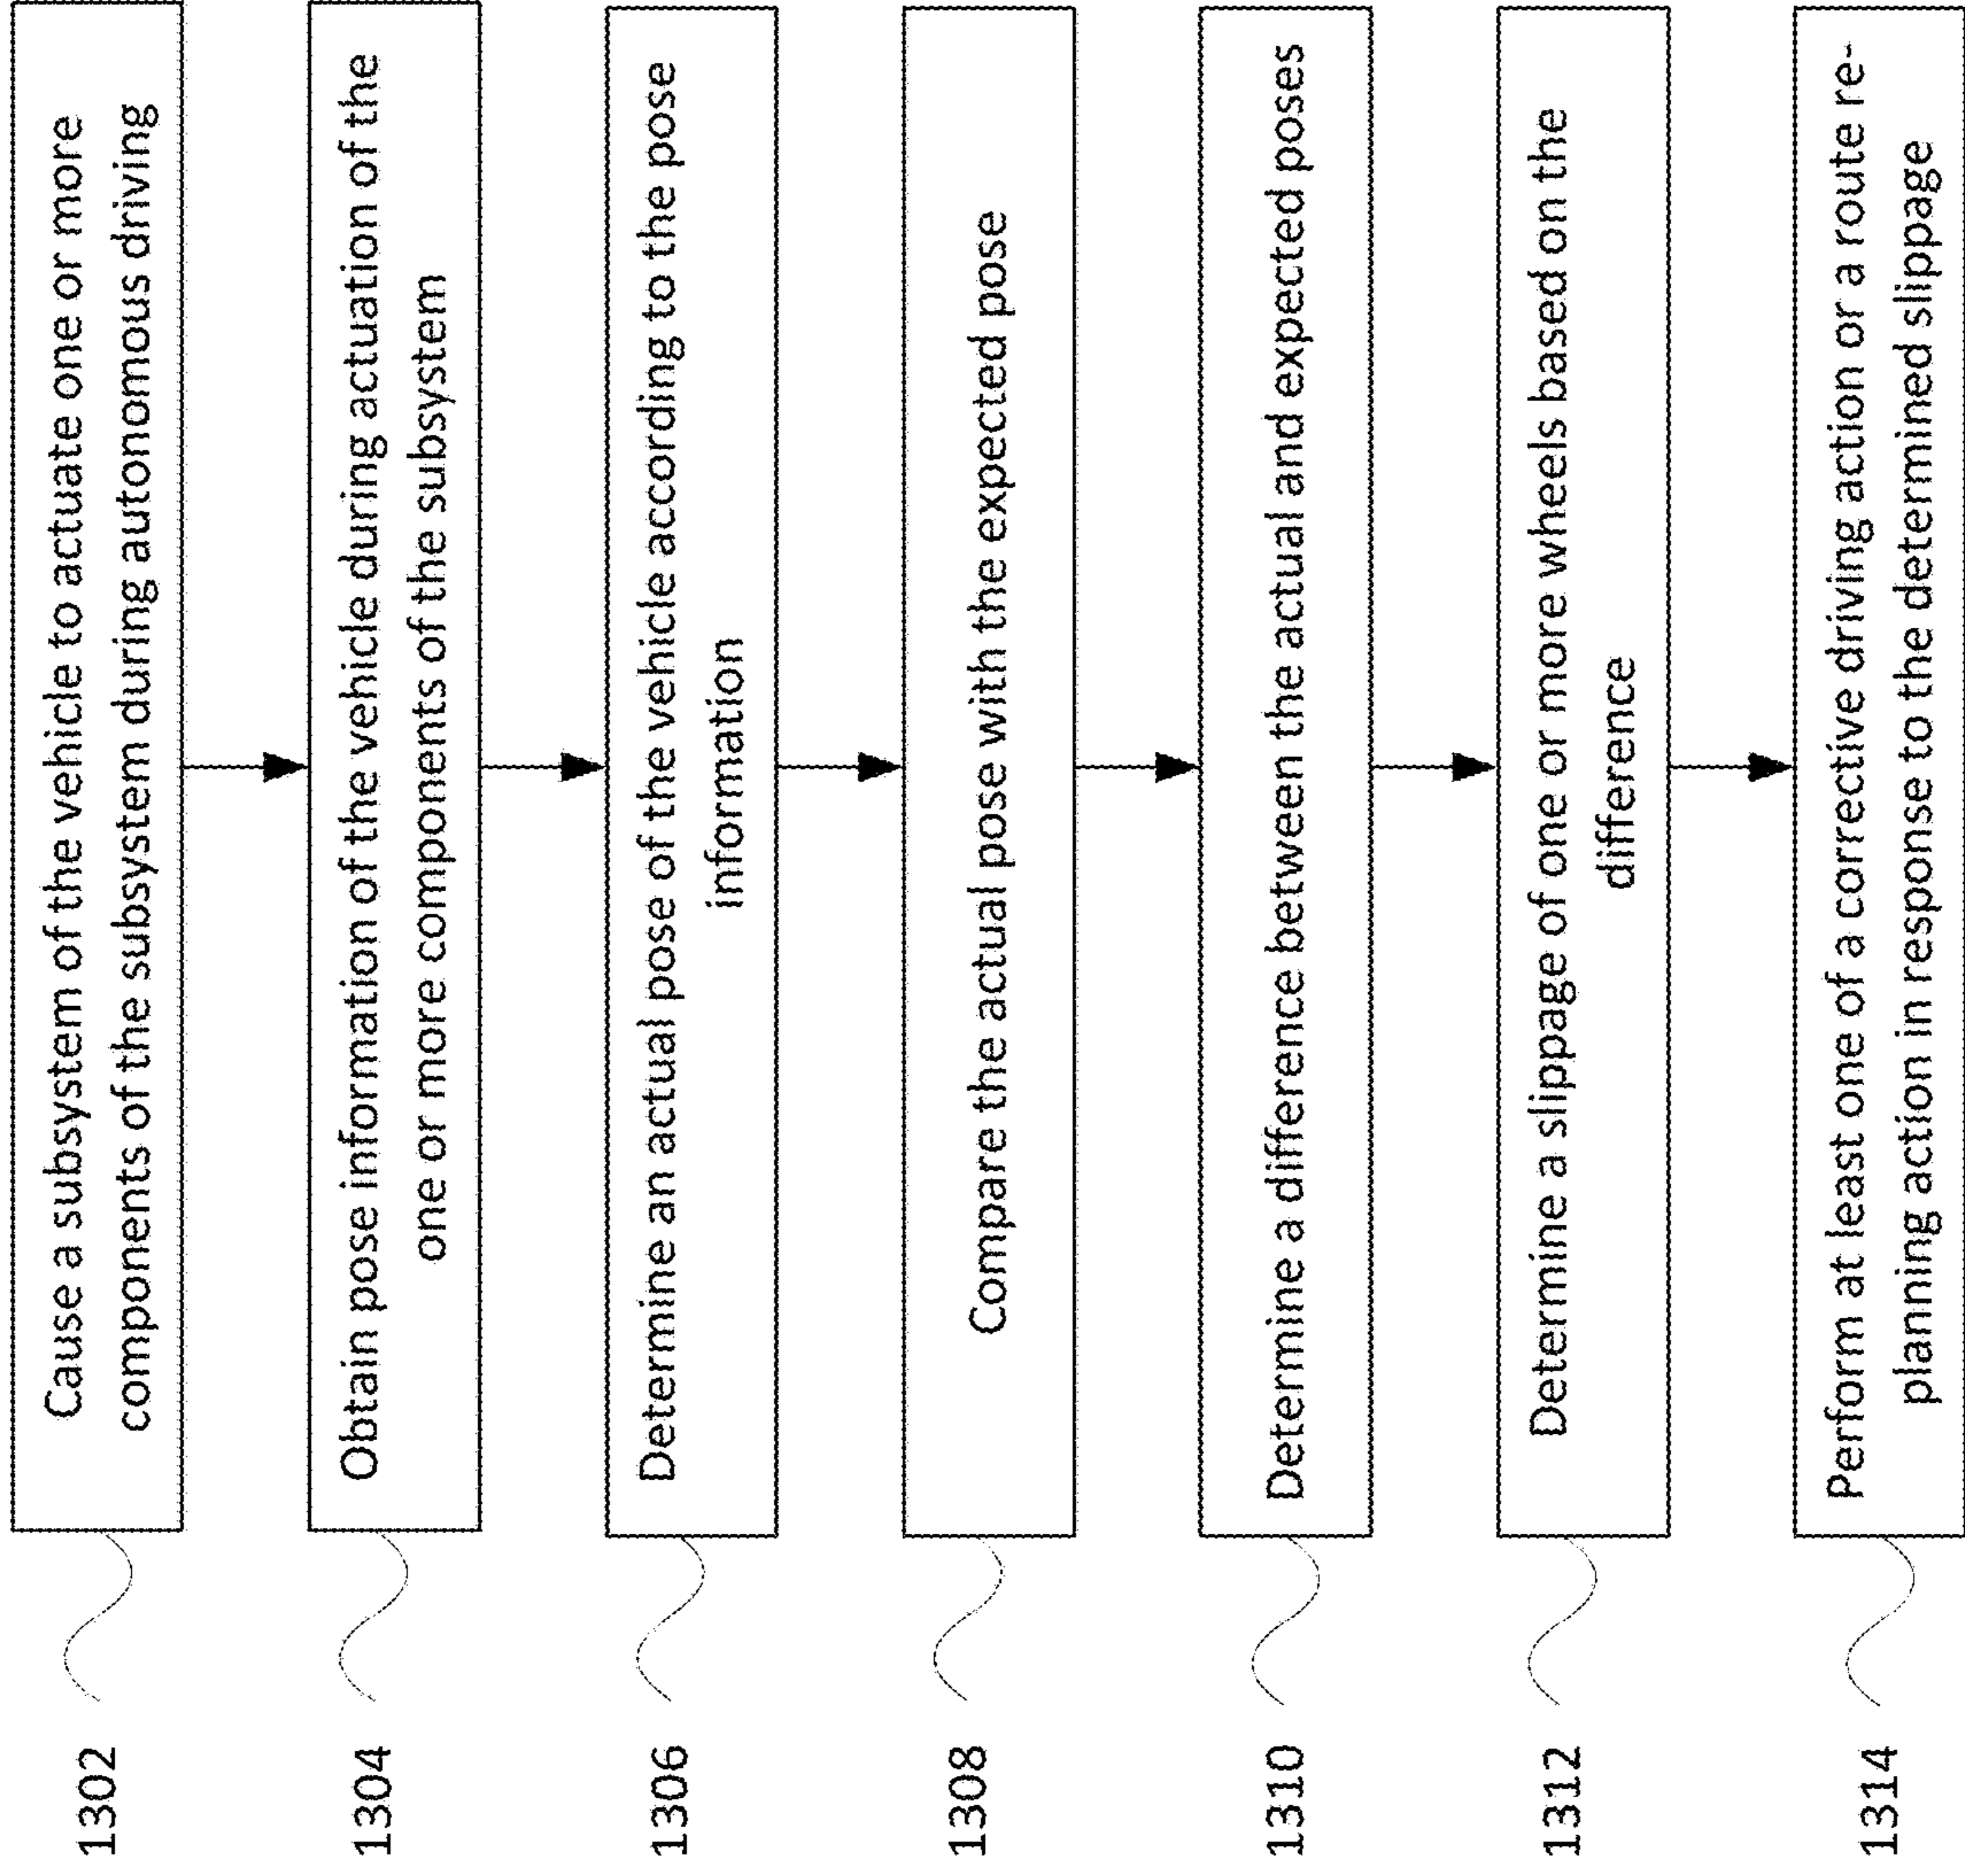 1302
Cause a subsystem of the vehicle to actuate one or more
components of the subsystem during autonomous driving
1304
Obtain pose information of the vehicle during actuation of the
one or more components of the subsystem
1306
Determine an actual pose of the vehicle according to the pose
information
1308
Compare the actual pose with the expected pose
1310
Determine a difference between the actual and expected poses
1312
Determine a slippage of one or more wheels based on the
difference
1314
Perform at least one of a corrective driving action or a route re-
planning action in response to the determined slippage